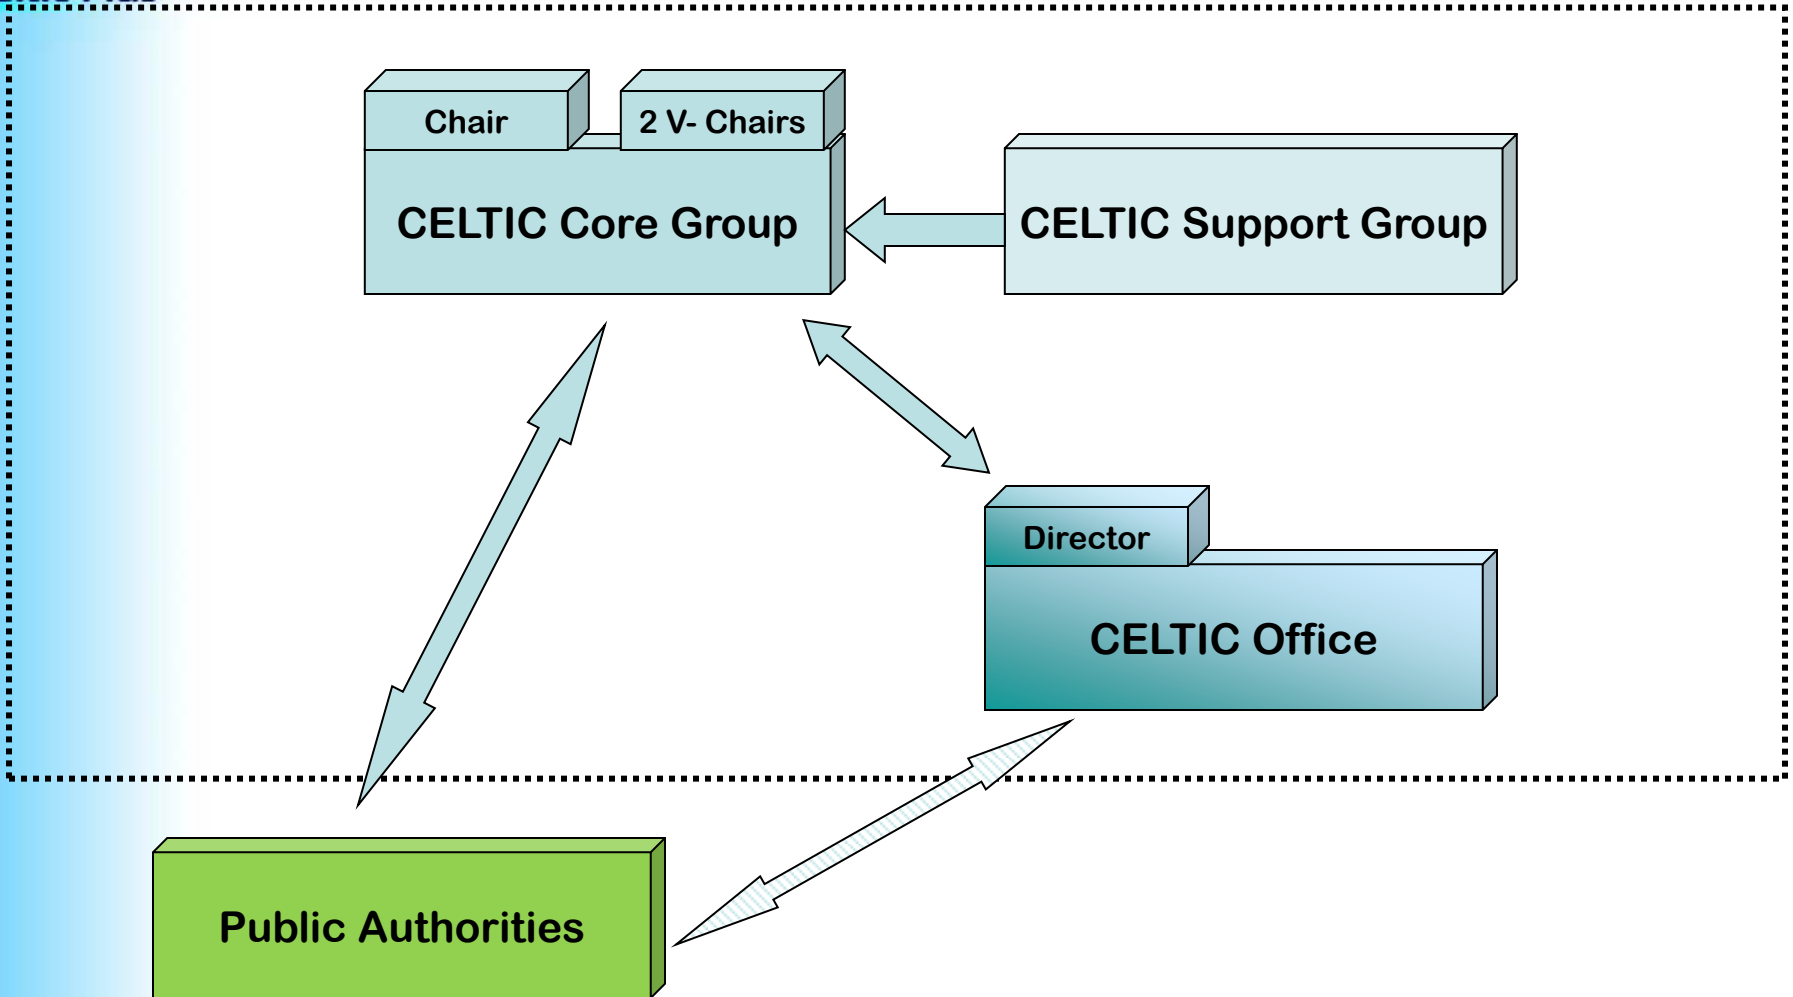 Chair
2 V- Chairs
CELTIC Core Group
CELTIC Support Group
Director
CELTIC Office
Public Authorities